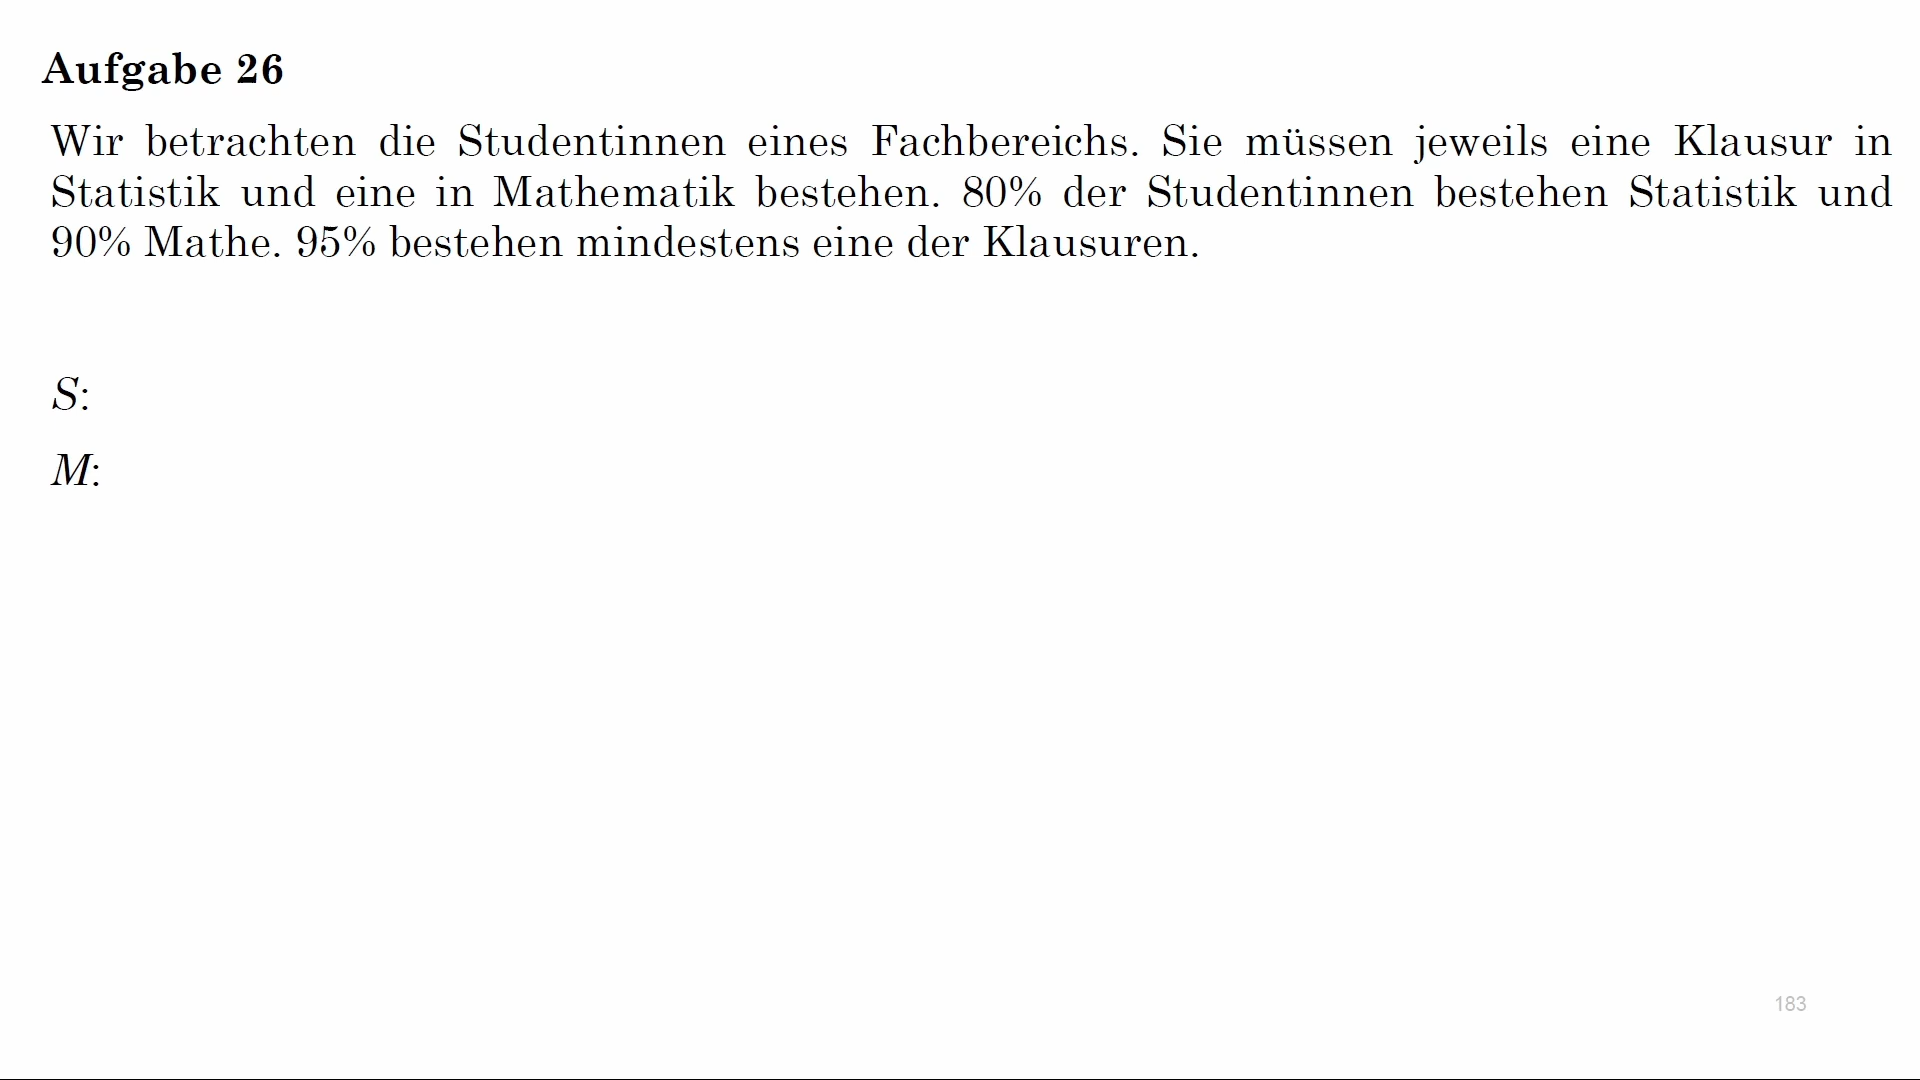 Aufgabe 26
Wir betrachten die Studentinnen eines Fachbereichs. Sie müssen jeweils eine Klausur in
Statistik und eine in Mathematik bestehen. 80% der Studentinnen bestehen Statistik und
90% Mathe. 95% bestehen mindestens eine der Klausuren.
S:
M:
183